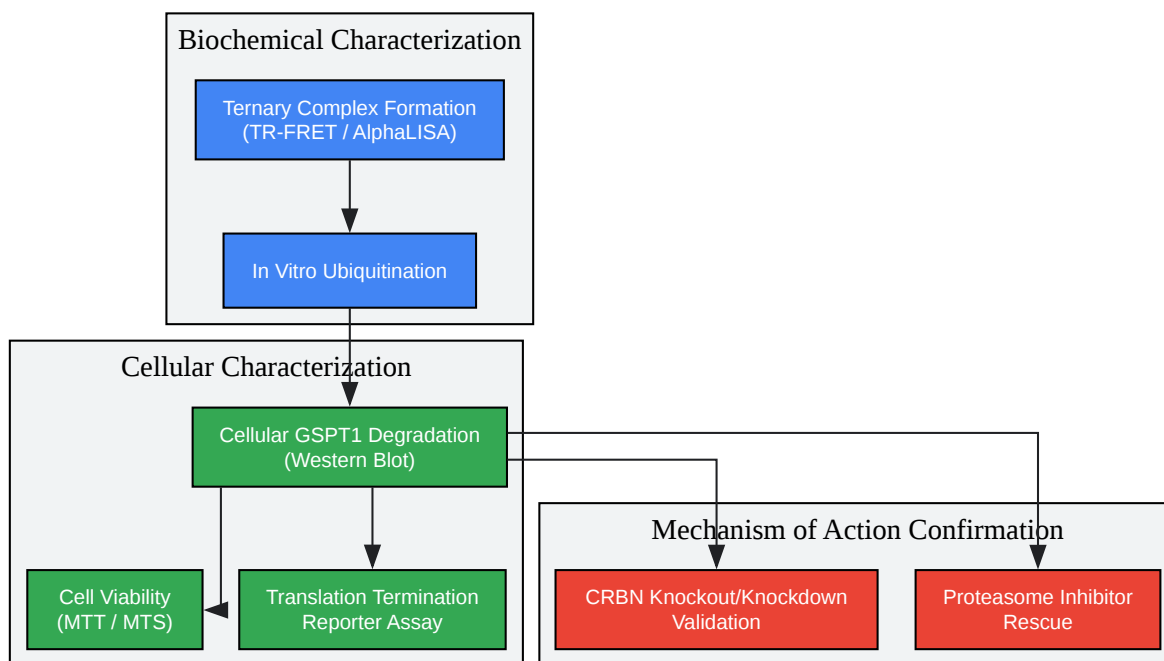 Biochemical Characterization
Ternary Complex Formation
(TR-FRET / AlphaLISA)
In Vitro Ubiquitination
Cellular Characterization
Cellular GSPT1 Degradation
(Western Blot)
Cell Viability
(MTT / MTS)
Translation Termination
Reporter Assay
Mechanism of Action Confirmation
CRBN Knockout/Knockdown
Validation
Proteasome Inhibitor
Rescue